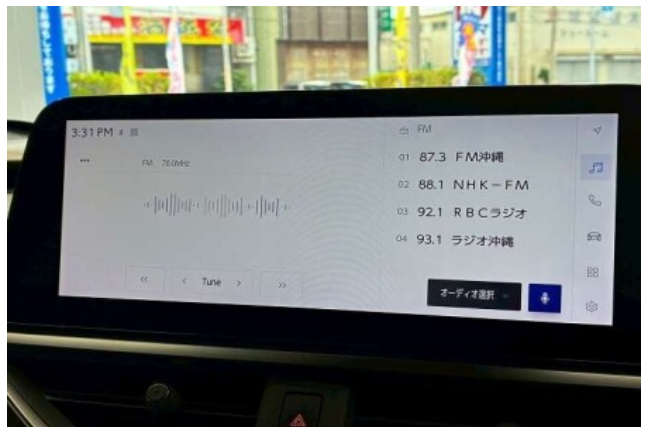 3:31 PM
FM 76.0MHz
Tune
FM
01 87.3 FM沖縄
02 88.1 NHK-FM
03 92.1 RBCラジオ
04 93.1 ラジオ沖縄
オーディオ選択